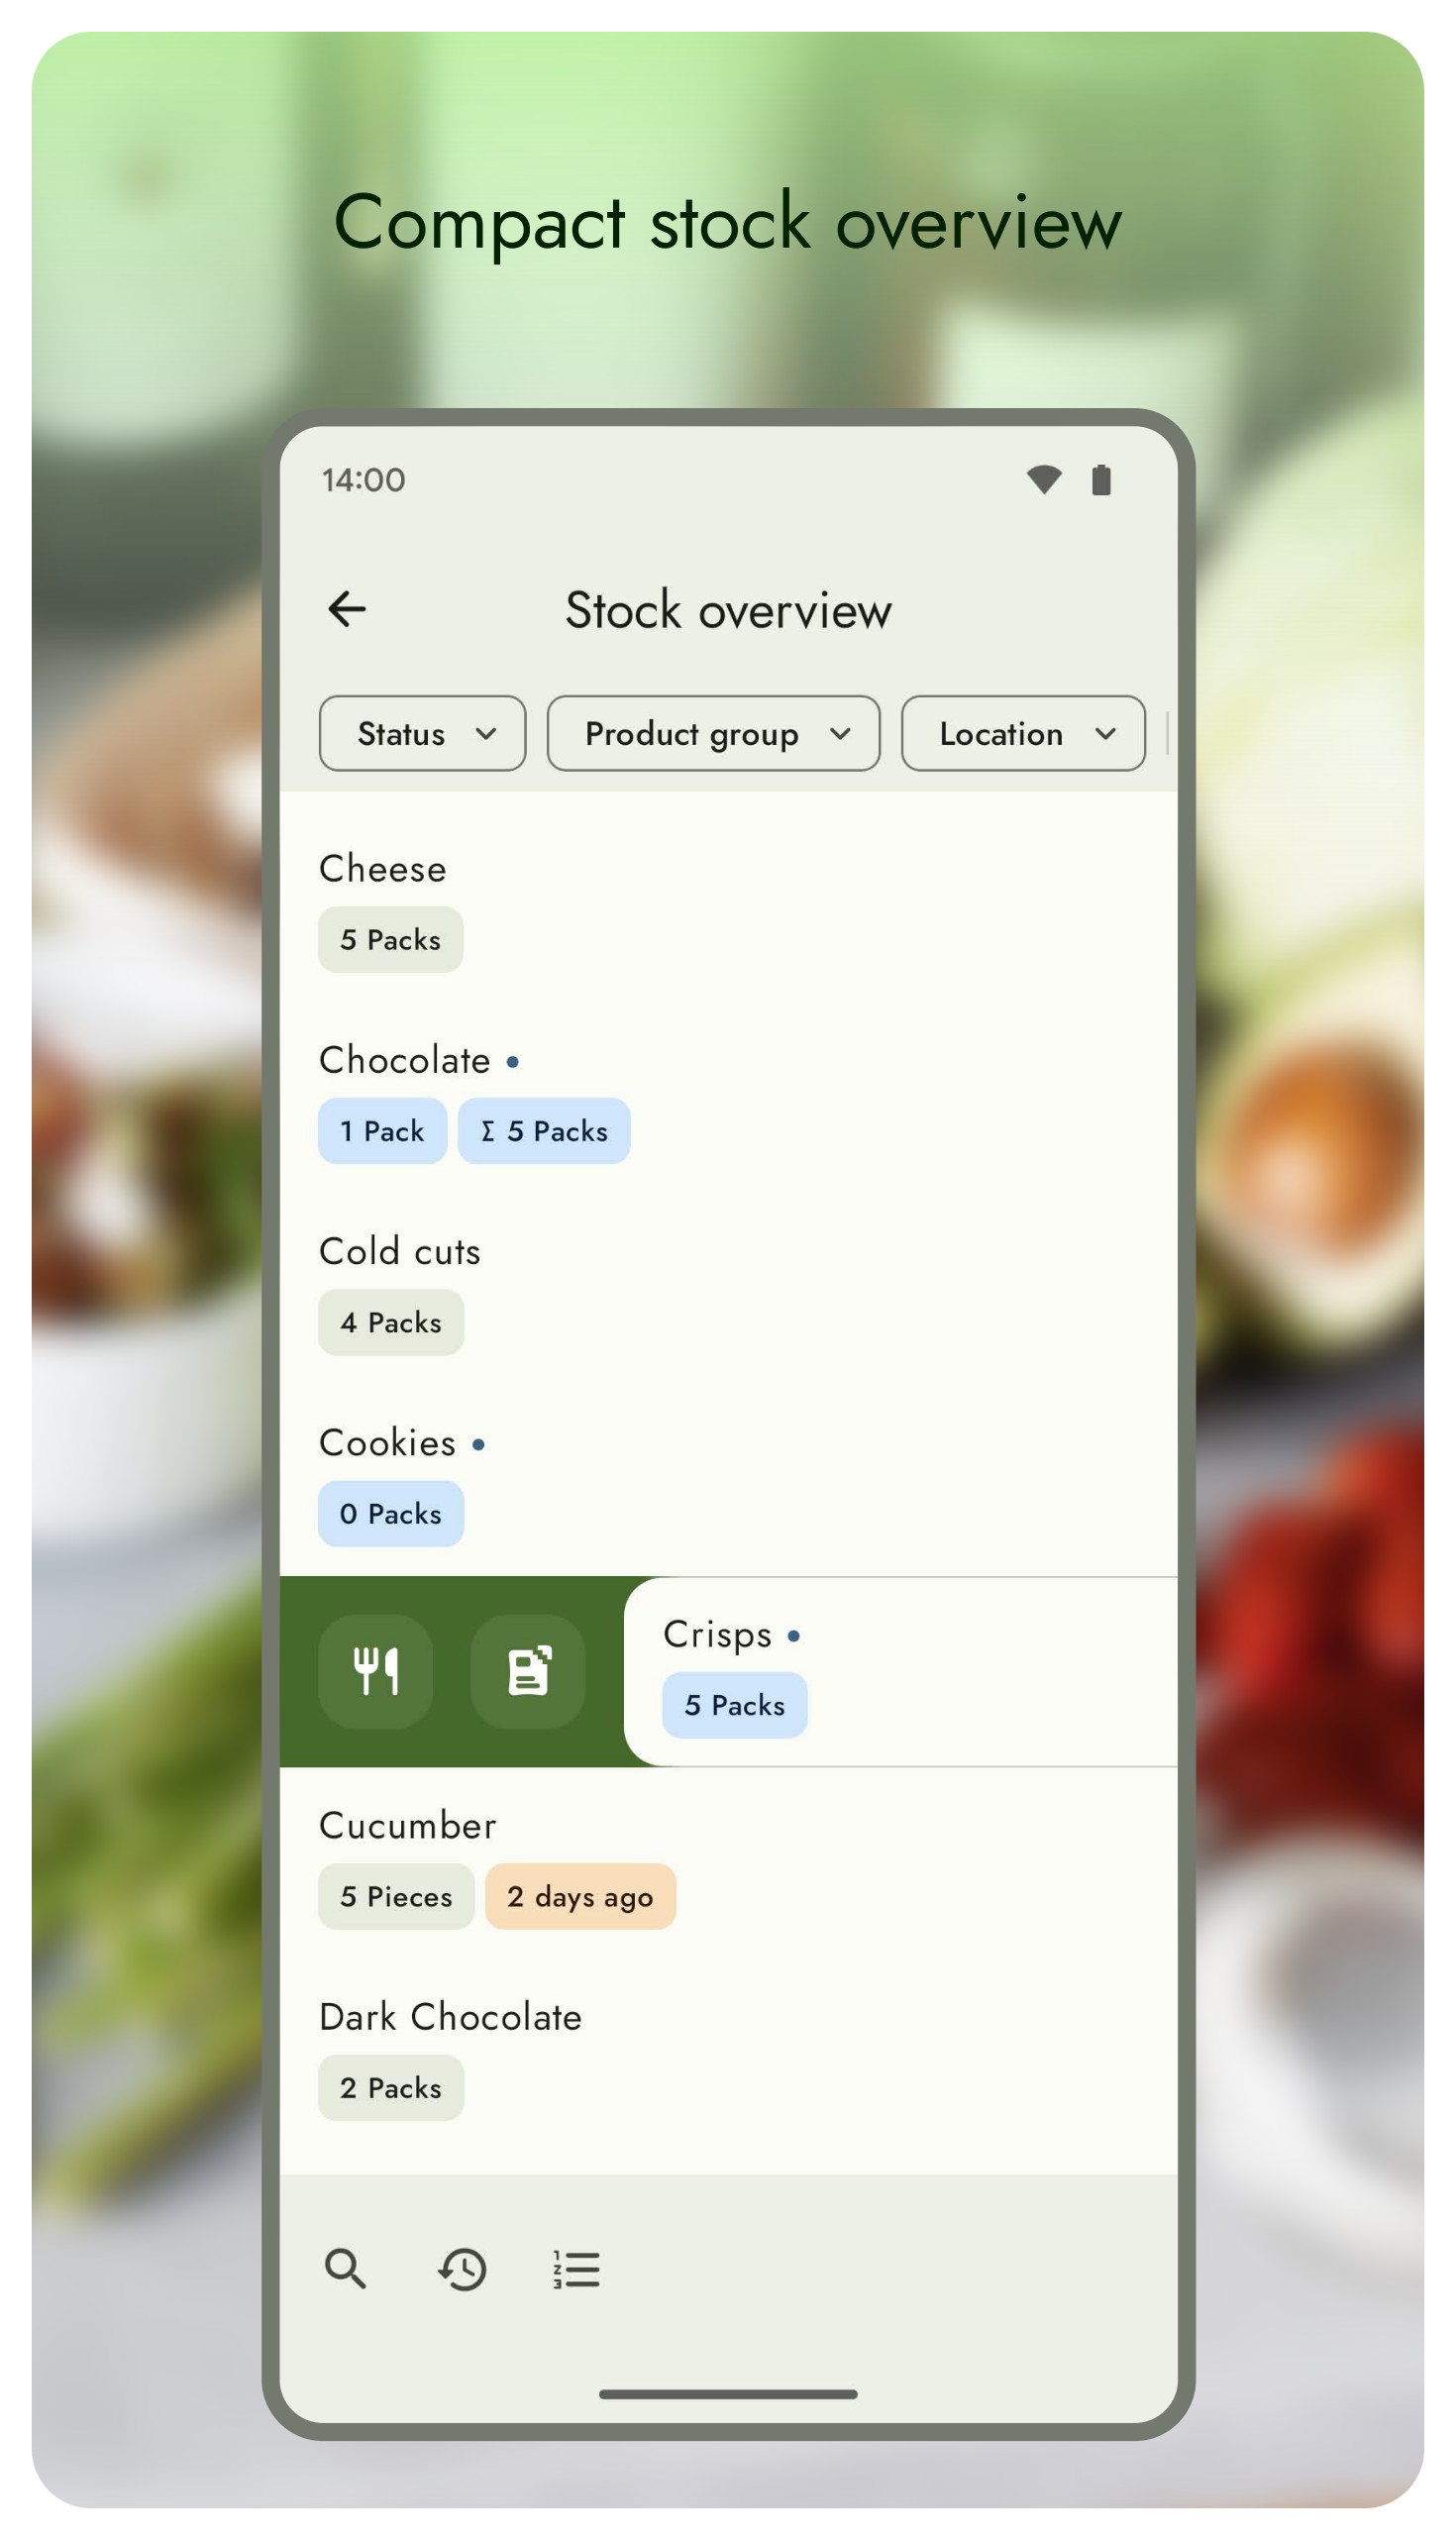 Compact stock overview
14:00
Stock overview
Status Product group Location
Cheese
5 Packs
Chocolate
1 Pack Σ 5 Packs
Cold cuts
4 Packs
Cookies
0 Packs
Crisps
5 Packs
Cucumber
5 Pieces 2 days ago
Dark Chocolate
2 Packs